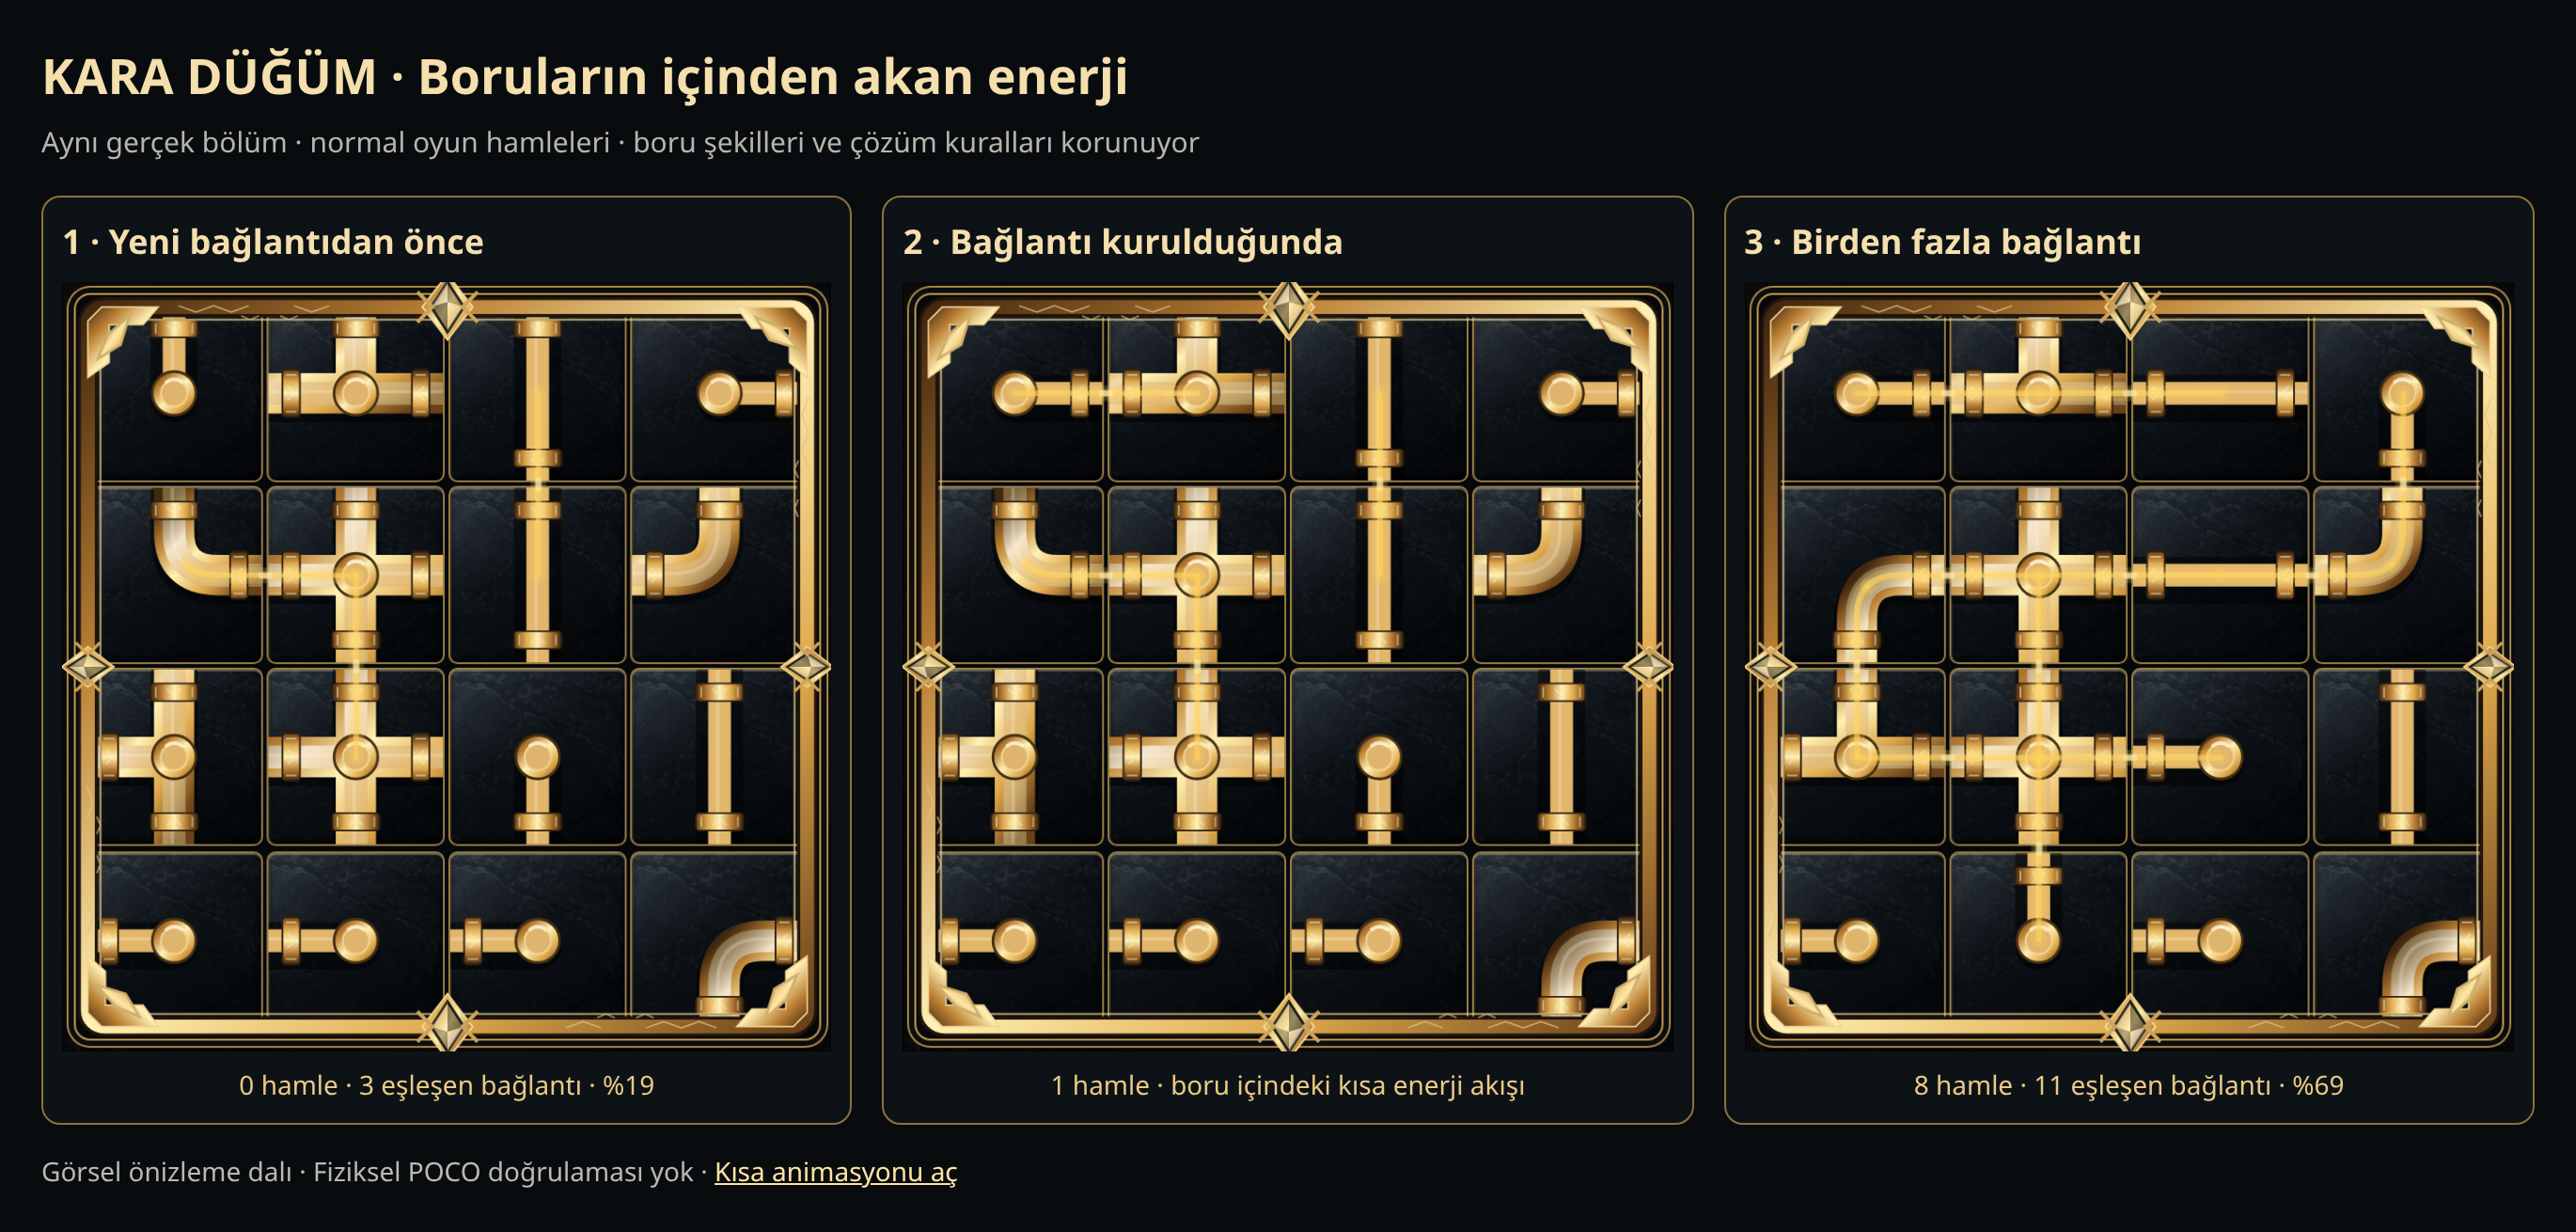 KARA DÜĞÜM · Boruların içinden akan enerji
Aynı gerçek bölüm · normal oyun hamleleri · boru şekilleri ve çözüm kuralları korunuyor
1 · Yeni bağlantıdan önce
2 · Bağlantı kurulduğunda
3 · Birden fazla bağlantı
0 hamle · 3 eşleşen bağlantı · %19
1 hamle · boru içindeki kısa enerji akışı
8 hamle · 11 eşleşen bağlantı · %69
Görsel önizleme dalı · Fiziksel POCO doğrulaması yok · Kısa animasyonu aç